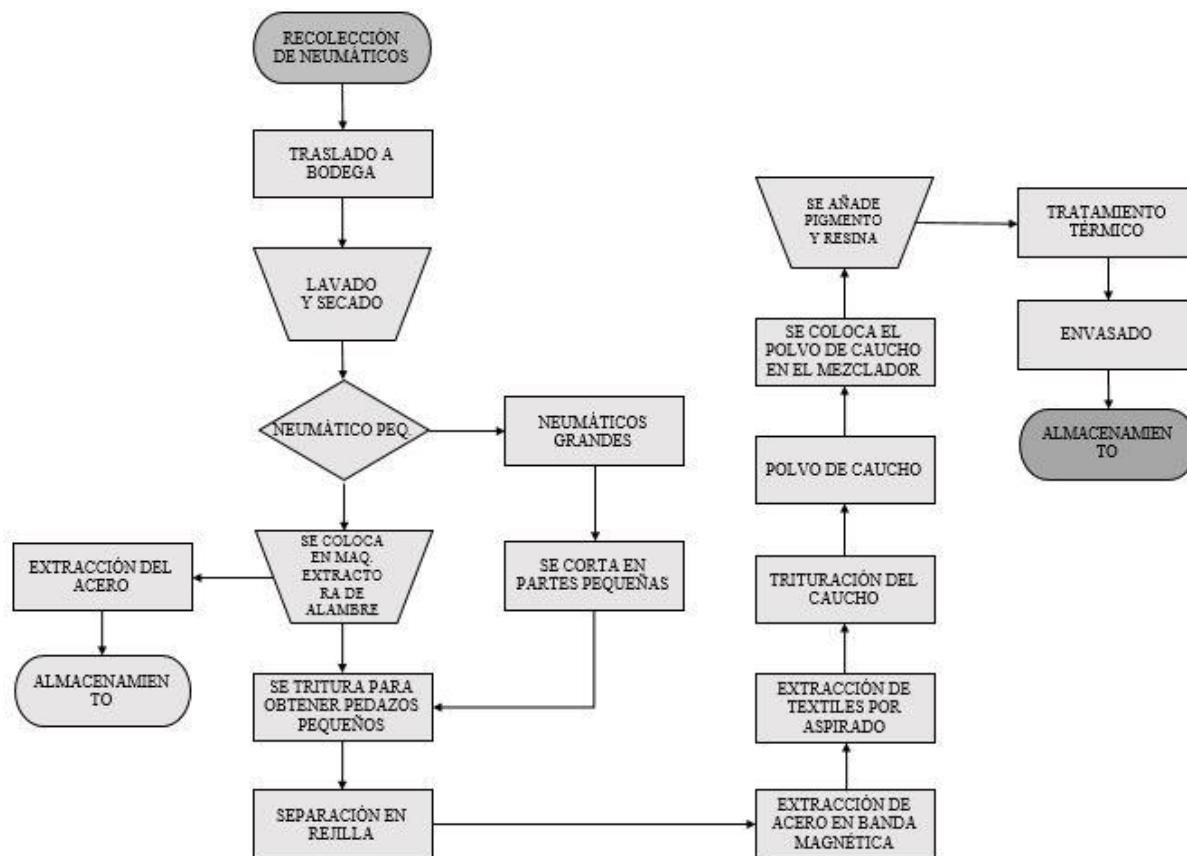 RECOLECCIÓN
DE NEUMÁTICOS
TRASLADO A
BODEGA
LAVADO
Y SECADO
NEUMÁTICO PEQ.
NEUMÁTICOS
GRANDES
SE COLOCA
EN MAQ.
EXTRACTO
RA DE
ALAMBRE
SE CORTA EN
PARTES PEQUEÑAS
EXTRACCIÓN DEL
ACERO
ALMACENAMIEN
TO
SE TRITURA PARA
OBTENER PEDAZOS
PEQUEÑOS
SEPARACIÓN EN
REJILLA
EXTRACCIÓN DE
ACERO EN BANDA
MAGNÉTICA
EXTRACCIÓN DE
TEXTILES POR
ASPIRADO
TRITURACIÓN DEL
CAUCHO
POLVO DE CAUCHO
SE COLOCA EL
POLVO DE CAUCHO
EN EL MEZCLADOR
SE AÑADE
PIGMENTO
Y RESINA
TRATAMIENTO
TÉRMICO
ENVASADO
ALMACENAMIEN
TO